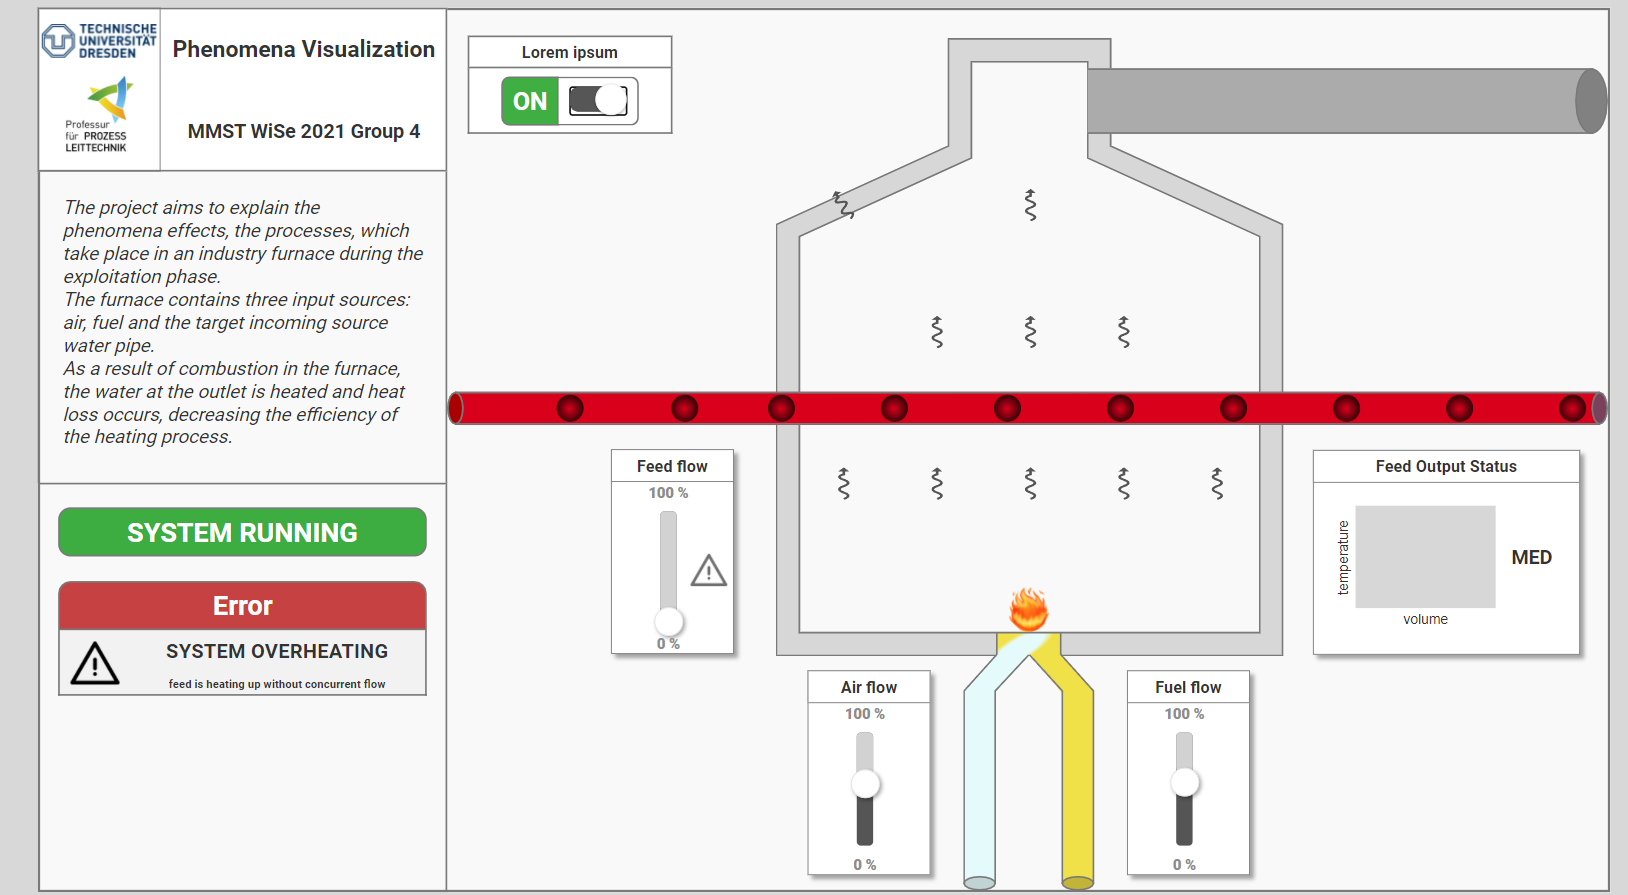 TECHNISCHE
UNIVERSITÄT
DRESDEN
Phenomena Visualization
Professur
für PROZESS
LEITTECHNIK
MMST WiSe 2021 Group 4
The project aims to explain the
phenomena effects, the processes, which
take place in an industry furnace during the
exploitation phase.
The furnace contains three input sources:
air, fuel and the target incoming source
water pipe.
As a result of combustion in the furnace,
the water at the outlet is heated and heat
loss occurs, decreasing the efficiency of
the heating process.
SYSTEM RUNNING
Error
SYSTEM OVERHEATING
feed is heating up without concurrent flow
Lorem ipsum
ON
Feed flow
100 %
0 %
Air flow
100 %
0 %
Fuel flow
100 %
0 %
Feed Output Status
temperature
MED
volume